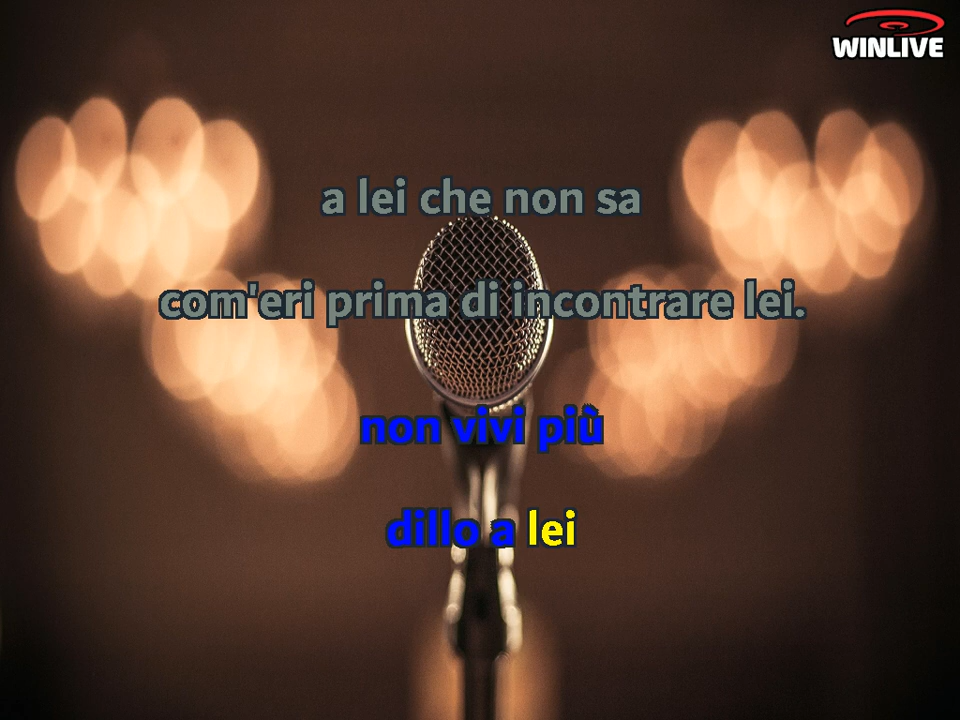 WINLIVE
a lei che non sa
com'eri prima di incontrare lei.
non vivi più
dillo a lei